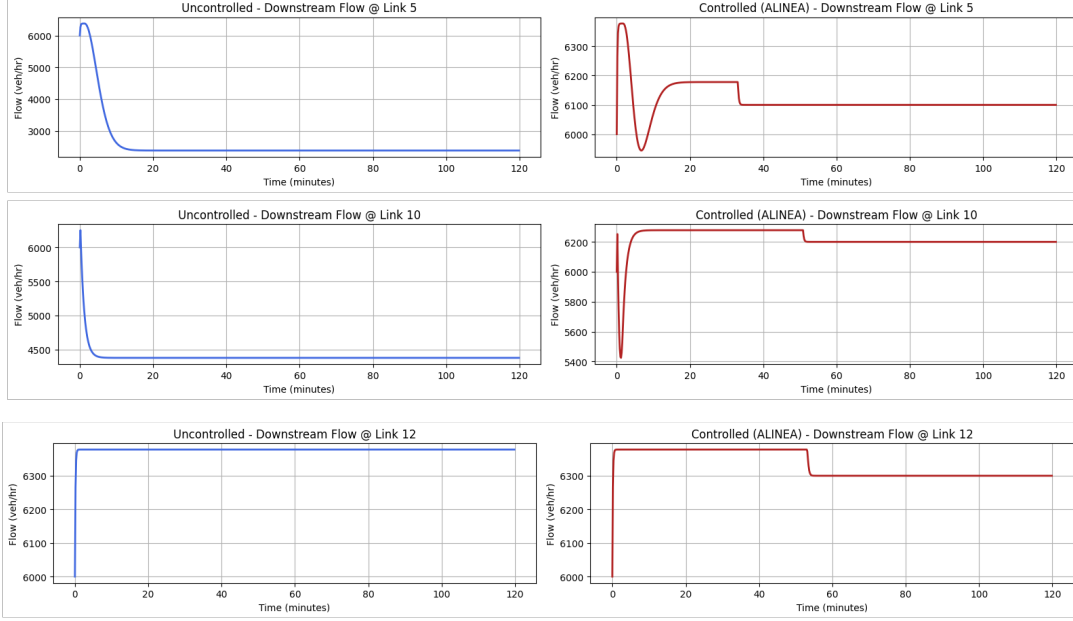 Uncontrolled - Downstream Flow @ Link 5
Flow (veh/hr)
6000
5000
4000
3000
0 20 40 60 80 100 120
Time (minutes)
Controlled (ALINEA) - Downstream Flow @ Link 5
Flow (veh/hr)
6300
6200
6100
6000
0 20 40 60 80 100 120
Time (minutes)
Uncontrolled - Downstream Flow @ Link 10
Flow (veh/hr)
6000
5500
5000
4500
0 20 40 60 80 100 120
Time (minutes)
Controlled (ALINEA) - Downstream Flow @ Link 10
Flow (veh/hr)
6200
6000
5800
5600
5400
0 20 40 60 80 100 120
Time (minutes)
Uncontrolled - Downstream Flow @ Link 12
Flow (veh/hr)
6300
6200
6100
6000
0 20 40 60 80 100 120
Time (minutes)
Controlled (ALINEA) - Downstream Flow @ Link 12
Flow (veh/hr)
6300
6200
6100
6000
0 20 40 60 80 100 120
Time (minutes)